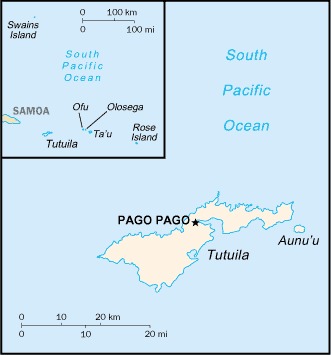 Swains
Island
0 100 km
0 100 mi
South
Pacific
Ocean
SAMOA
Ofu
Olosega
Tutuila
Ta'u
Rose
Island
South
Pacific
Ocean
PAGO PAGO
Tutuila
Aunu'u
0 10 20 km
0 10 20 mi